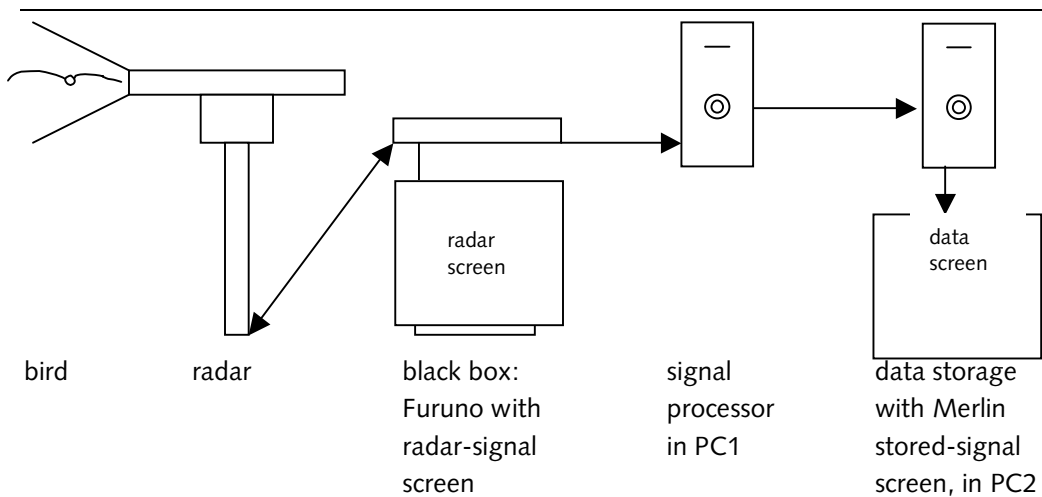 radar
screen
data
screen
bird
radar
black box:
Furuno with
radar-signal
screen
signal
processor
in PC1
data storage
with Merlin
stored-signal
screen, in PC2